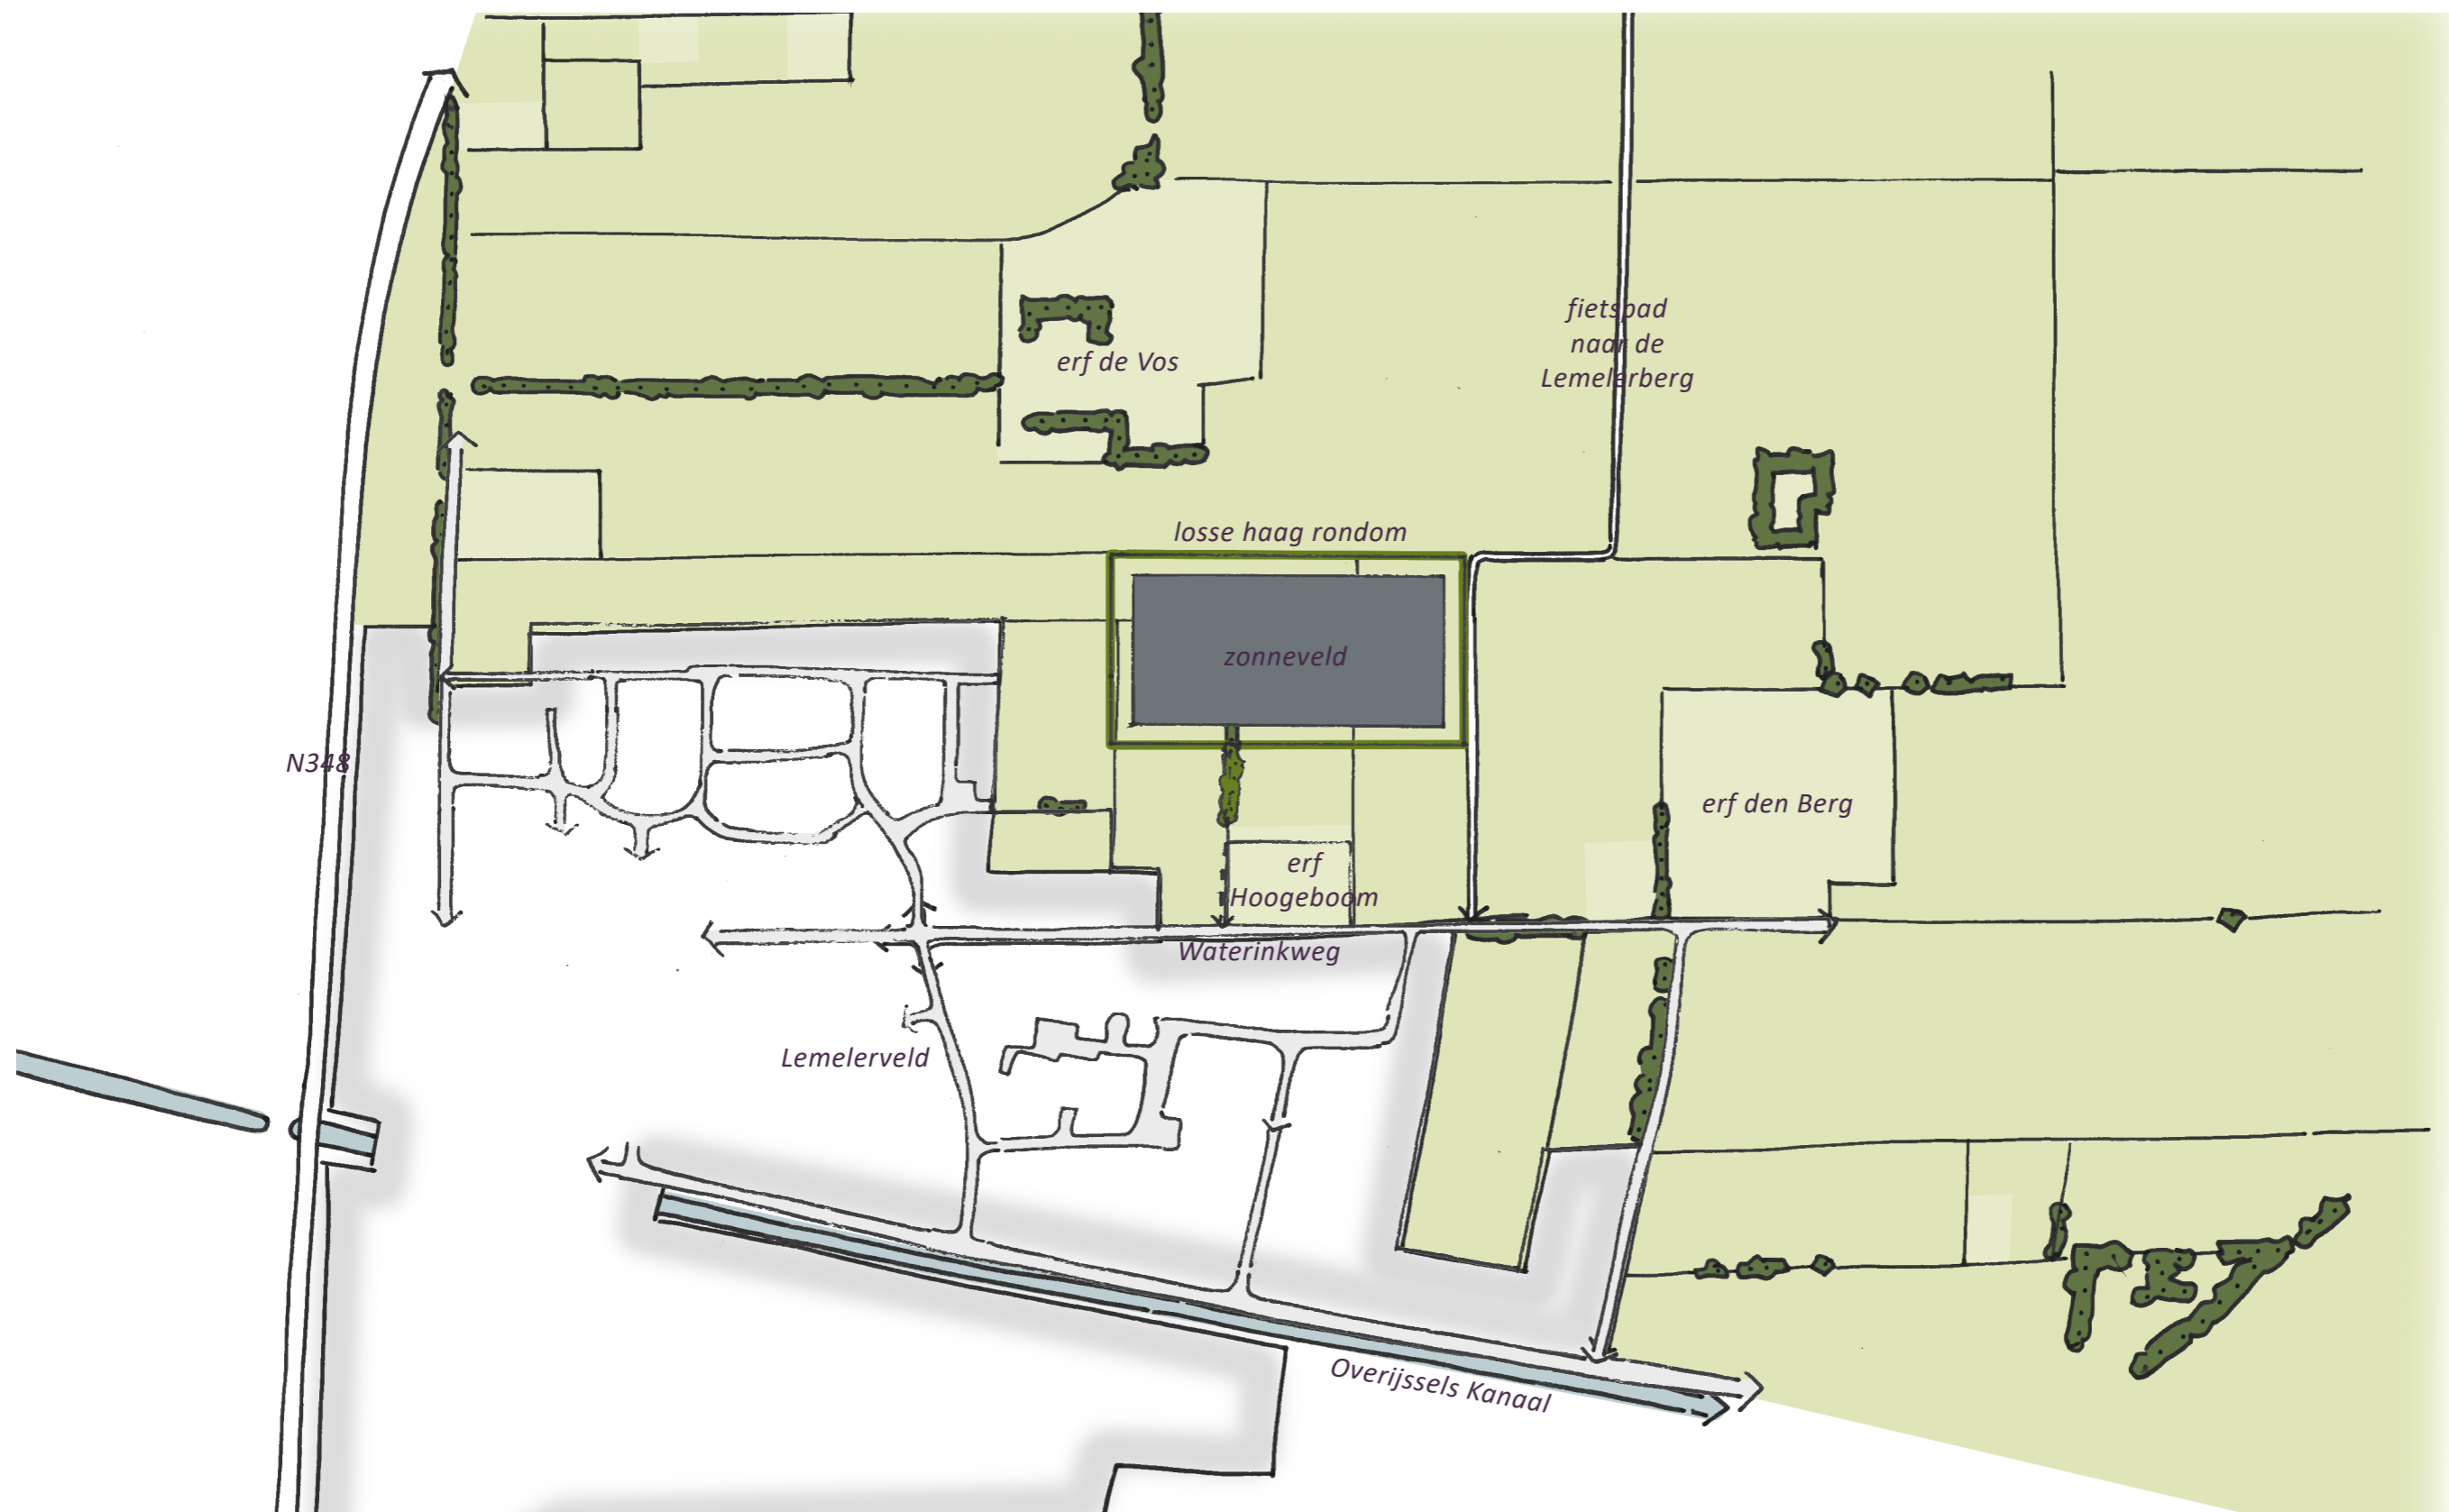 fietspad
naar de
Lemelerberg
erf de Vos
losse haag rondom
zonneveld
N348
erf den Berg
erf
Hoogeboom
Waterinkweg
Lemelerveld
Overijssels Kanaal